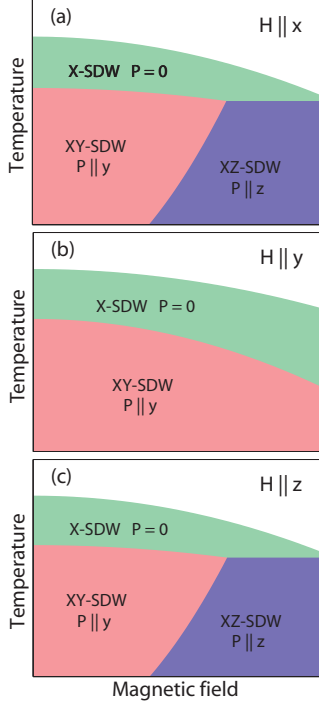 (a)
H || x
X-SDW P = 0
XY-SDW
P || y
XZ-SDW
P || z
Temperature
(b)
H || y
X-SDW P = 0
XY-SDW
P || y
Temperature
(c)
H || z
X-SDW P = 0
XY-SDW
P || y
XZ-SDW
P || z
Temperature
Magnetic field